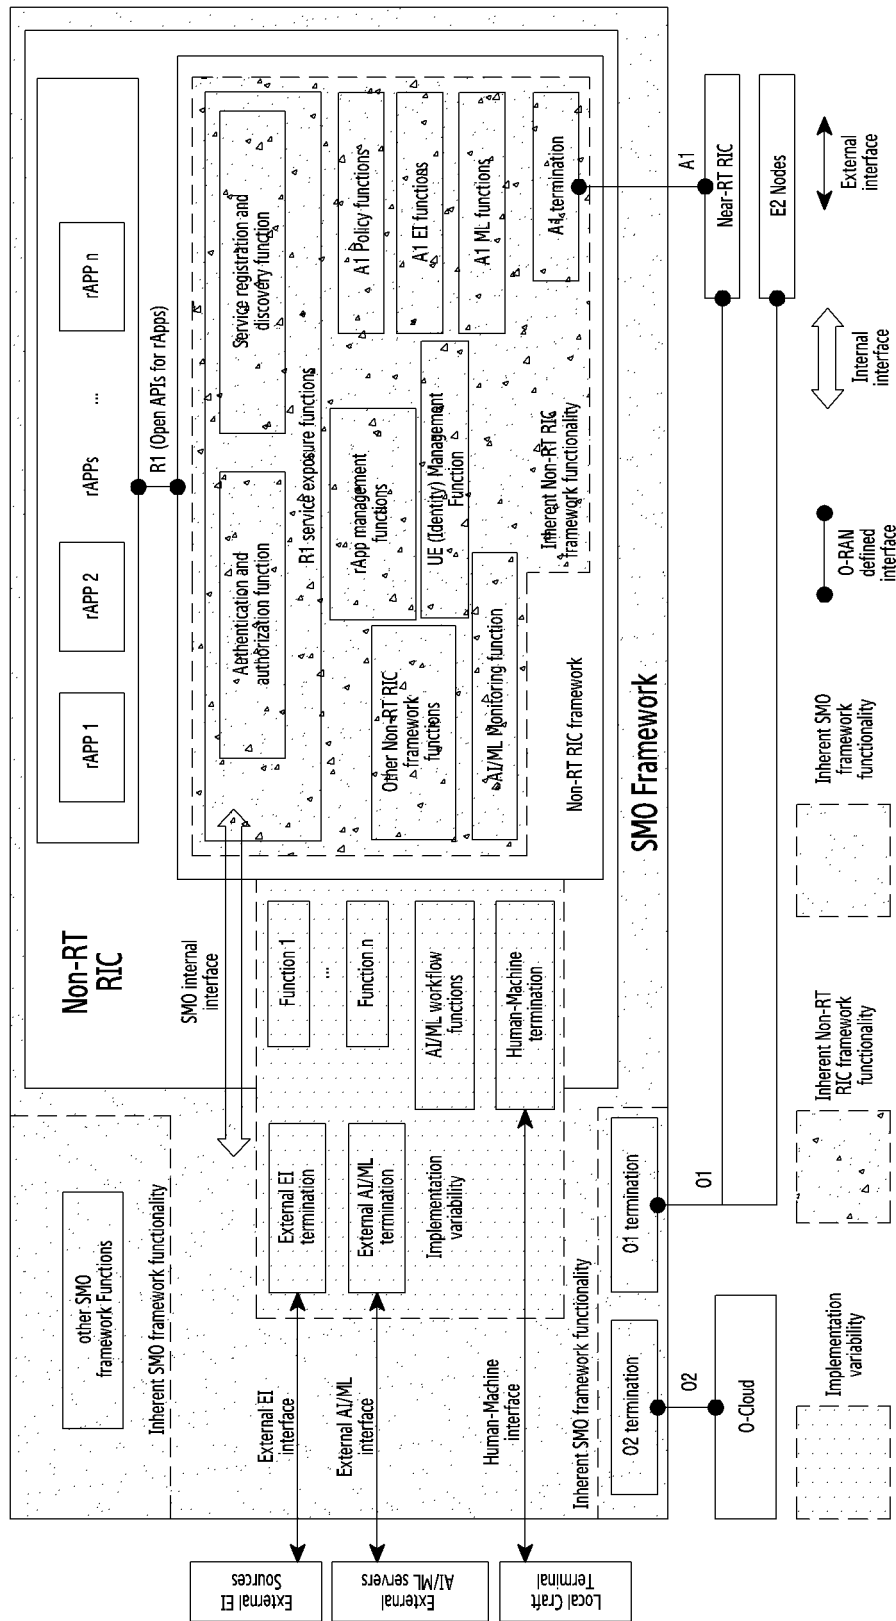 Non-RT
RIC
rAPP 1
rAPP 2
rAPPs
...
rAPP n
R1 (Open APIs for rApps)
other SMO
framework Functions
Inherent SMO framework functionality
SMO internal
interface
Authentication and
authorization function
Service registration and
discovery function
R1 service exposure functions
rApp management
functions
A1 Policy functions
A1 EI functions
A1 ML functions
A1 termination
Other Non-RT RIC
framework
functions
UE (Identity) Management
Function
AI/ML Monitoring function
Inherent Non-RT RIC
framework functionality
Non-RT RIC framework
Function 1
...
Function n
AI/ML workflow
functions
Human-Machine
termination
External EI
termination
External AI/ML
termination
Implementation
variability
External EI
interface
External AI/ML
interface
Human-Machine
interface
External EI
Sources
External
AI/ML servers
Local Craft
Terminal
Inherent SMO framework functionality
O2 termination
O1 termination
SMO Framework
O2
O1
A1
O-Cloud
Near-RT RIC
E2 Nodes
Implementation
variability
Inherent Non-RT
RIC framework
functionality
Inherent SMO
framework
functionality
O-RAN
defined
interface
Internal
interface
External
interface